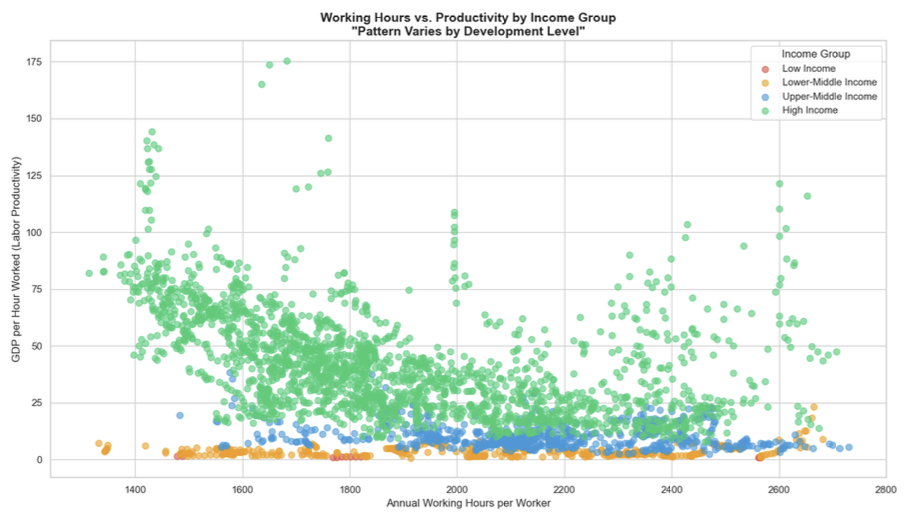 Working Hours vs. Productivity by Income Group
"Pattern Varies by Development Level"
Income Group
Low Income
Lower-Middle Income
Upper-Middle Income
High Income
GDP per Hour Worked (Labor Productivity)
175
150
125
100
75
50
25
0
1400 1600 1800 2000 2200 2400 2600 2800
Annual Working Hours per Worker